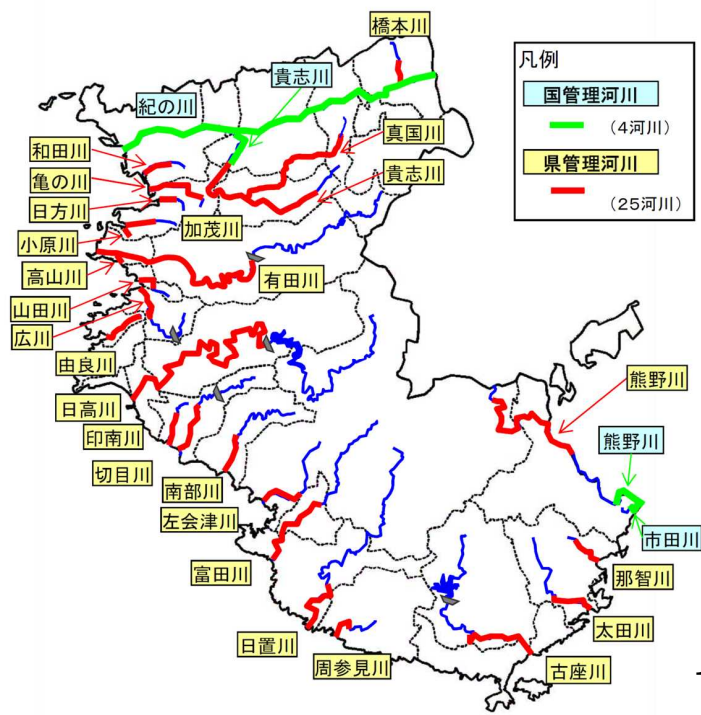 橋本川
貴志川
紀の川
凡例
国管理河川
(4河川)
県管理河川
(25河川)
和田川
亀の川
日方川
真国川
貴志川
加茂川
小原川
高山川
有田川
山田川
広川
由良川
日高川
印南川
切目川
南部川
左会津川
富田川
日置川
周参見川
古座川
太田川
那智川
市田川
熊野川
熊野川